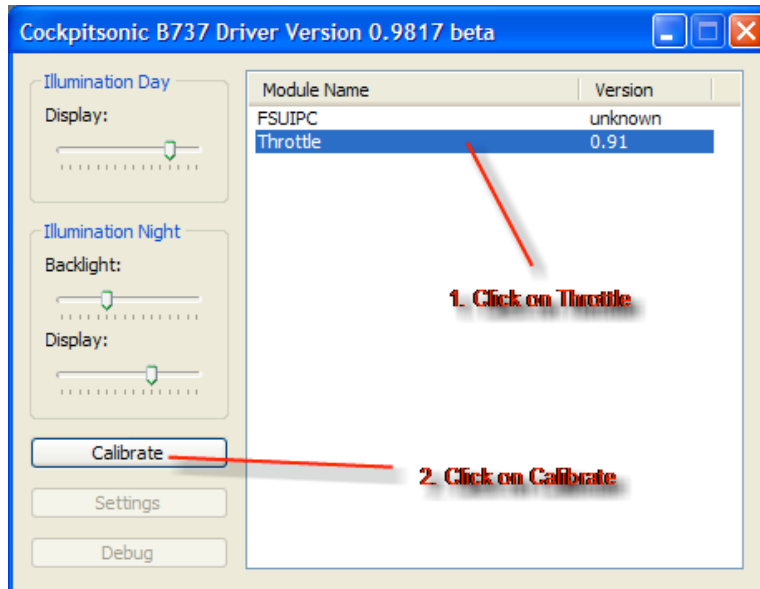 Cockpitsonic B737 Driver Version 0.9817 beta
Illumination Day
Display:
Illumination Night
Backlight:
Display:
Calibrate
Settings
Debug
Module Name Version
FSUIPC unknown
Throttle 0.91
1. Click on Throttle
2. Click on Calibrate